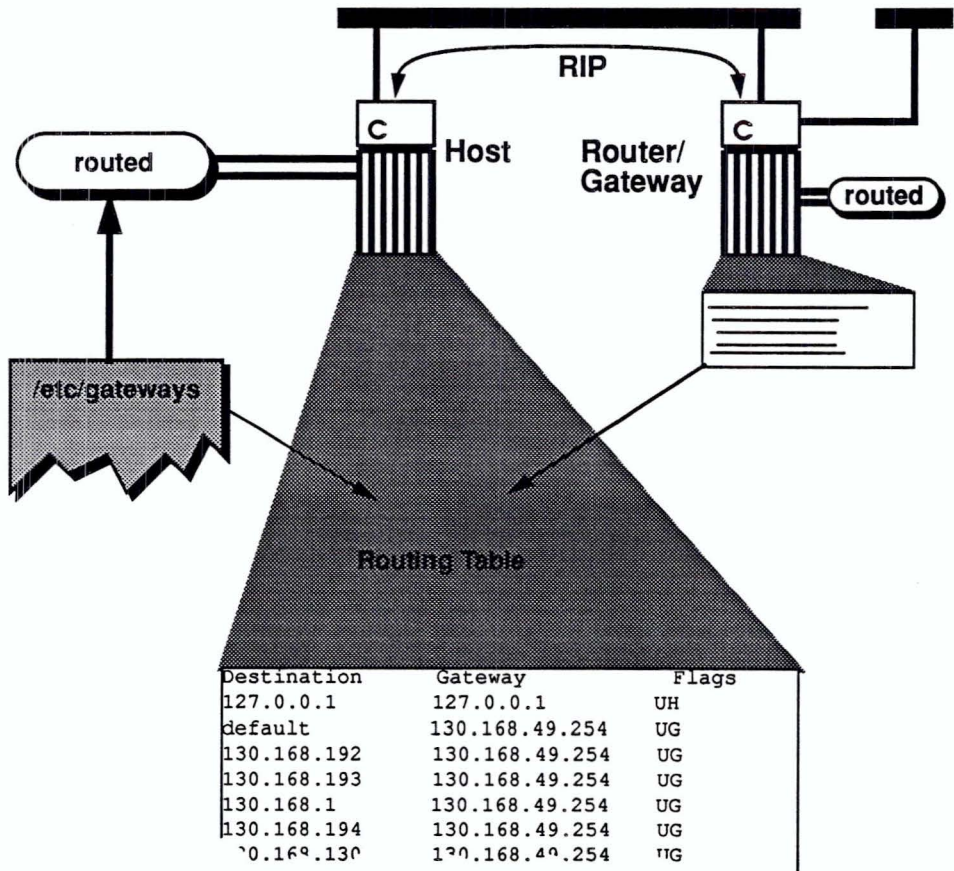 RIP
C
Host
Router/
Gateway
C
routed
routed
/etc/gateways
Routing Table
Destination Gateway Flags
127.0.0.1 127.0.0.1 UH
default 130.168.49.254 UG
130.168.192 130.168.49.254 UG
130.168.193 130.168.49.254 UG
130.168.1 130.168.49.254 UG
130.168.194 130.168.49.254 UG
UG